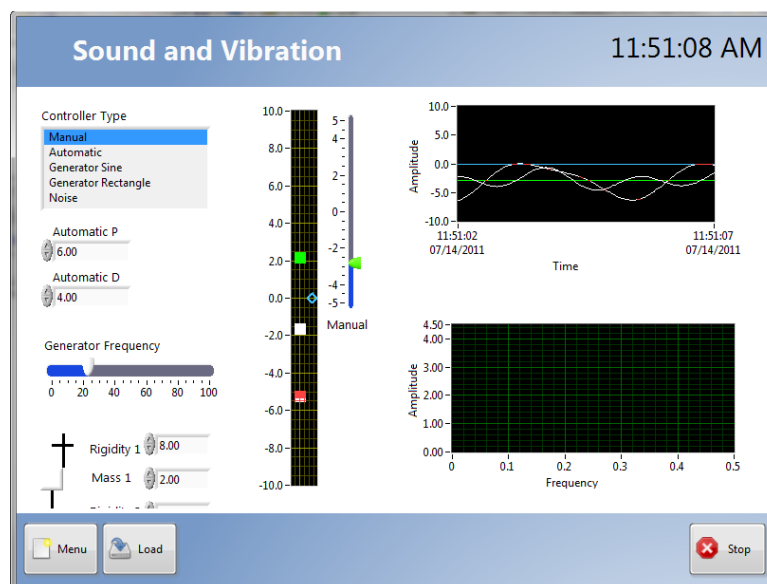 Sound and Vibration
11:51:08 AM
Controller Type
Manual
Automatic
Generator Sine
Generator Rectangle
Noise
Automatic P
6.00
Automatic D
4.00
Generator Frequency
0 20 40 60 80 100
Rigidity 1 8.00
Mass 1 2.00
10.0
8.0
6.0
4.0
2.0
0.0
-2.0
-4.0
-6.0
-8.0
-10.0
5
4
2
0
-2
-4
-5
Manual
Amplitude
10.0
5.0
0.0
-5.0
-10.0
11:51:02
07/14/2011
11:51:07
07/14/2011
Time
Amplitude
4.50
4.00
3.00
2.00
1.00
0.00
0 0.1 0.2 0.3 0.4 0.5
Frequency
Menu
Load
Stop